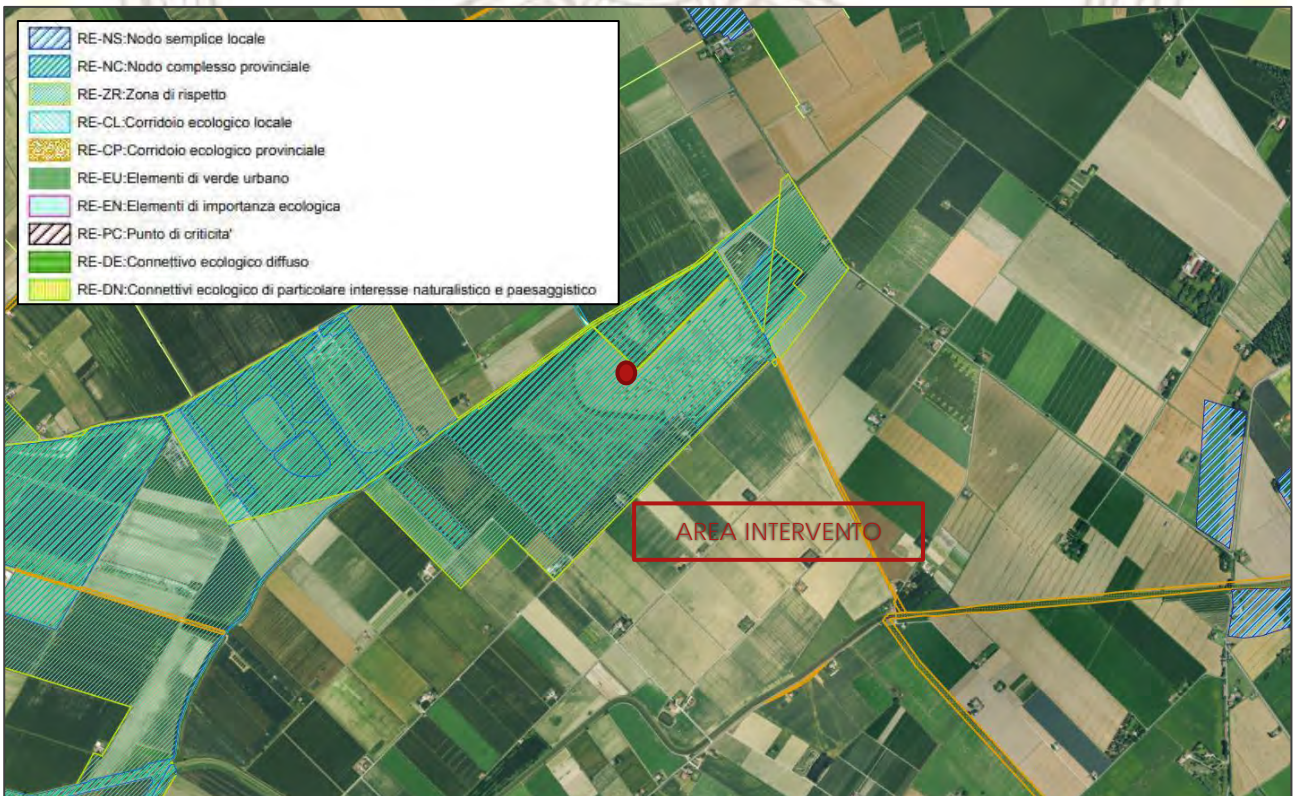 RE-NS:Nodo semplice locale
RE-NC:Nodo complesso provinciale
RE-ZR:Zona di rispetto
RE-CL:Corridoio ecologico locale
RE-CP:Corridoio ecologico provinciale
RE-EU:Elementi di verde urbano
RE-EN:Elementi di importanza ecologica
RE-PC:Punto di criticita'
RE-DE:Connettivo ecologico diffuso
RE-DN:Connettivi ecologico di particolare interesse naturalistico e paesaggistico
AREA INTERVENTO